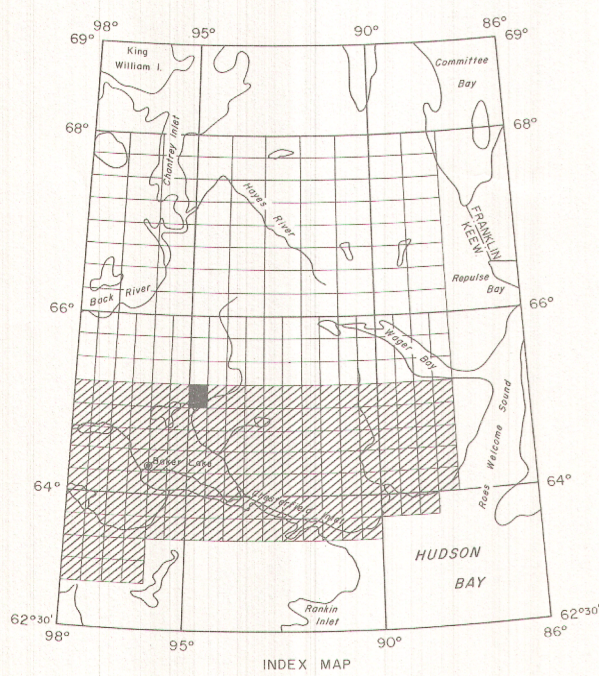 98°
95°
90°
86°
69°
69°
King
William I.
Committee
Bay
68°
68°
Chantrey Inlet
Hayes
River
FRANKLIN
KEEW.
Repulse
Bay
Back River
66°
66°
Wager Bay
Roes Welcome Sound
Baker Lake
64°
64°
Chesterfield Inlet
HUDSON
BAY
Rankin
Inlet
62°30'
62°30'
98°
95°
90°
86°
INDEX MAP